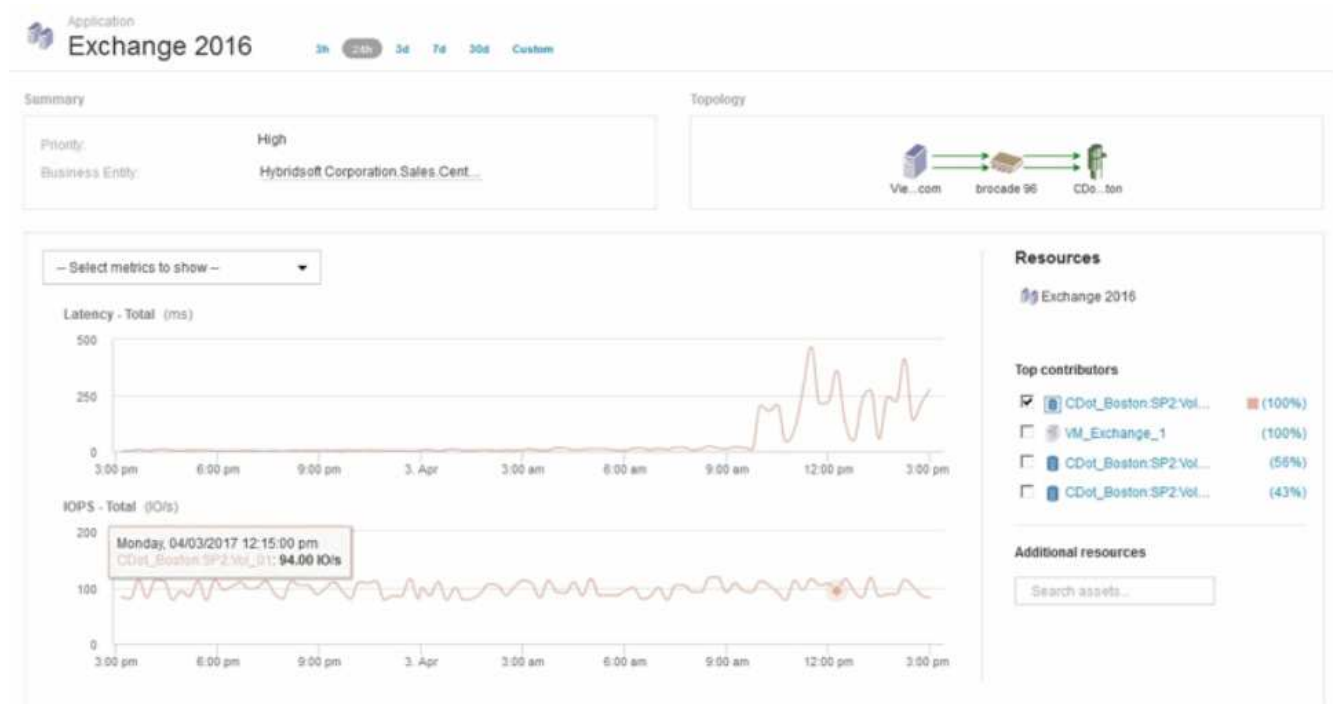 Application
Exchange 2016
3h 24h 3d 7d 30d Custom
Summary
Priority: High
Business Entity: Hybridsoft Corporation.Sales.Cent...
Topology
Vie...com brocade 96 CDo...ton
-- Select metrics to show --
Latency - Total (ms)
500
250
0
3:00 pm 6:00 pm 9:00 pm 3. Apr 3:00 am 6:00 am 9:00 am 12:00 pm 3:00 pm
IOPS - Total (IO/s)
200
Monday, 04/03/2017 12:15:00 pm
CDot_Boston:SP2:Vol_01: 94.00 IO/s
100
0
3:00 pm 6:00 pm 9:00 pm 3. Apr 3:00 am 6:00 am 9:00 am 12:00 pm 3:00 pm
Resources
Exchange 2016
Top contributors
CDot_Boston:SP2:Vol... (100%)
VM_Exchange_1 (100%)
CDot_Boston:SP2:Vol... (56%)
CDot_Boston:SP2:Vol... (43%)
Additional resources
Search assets...